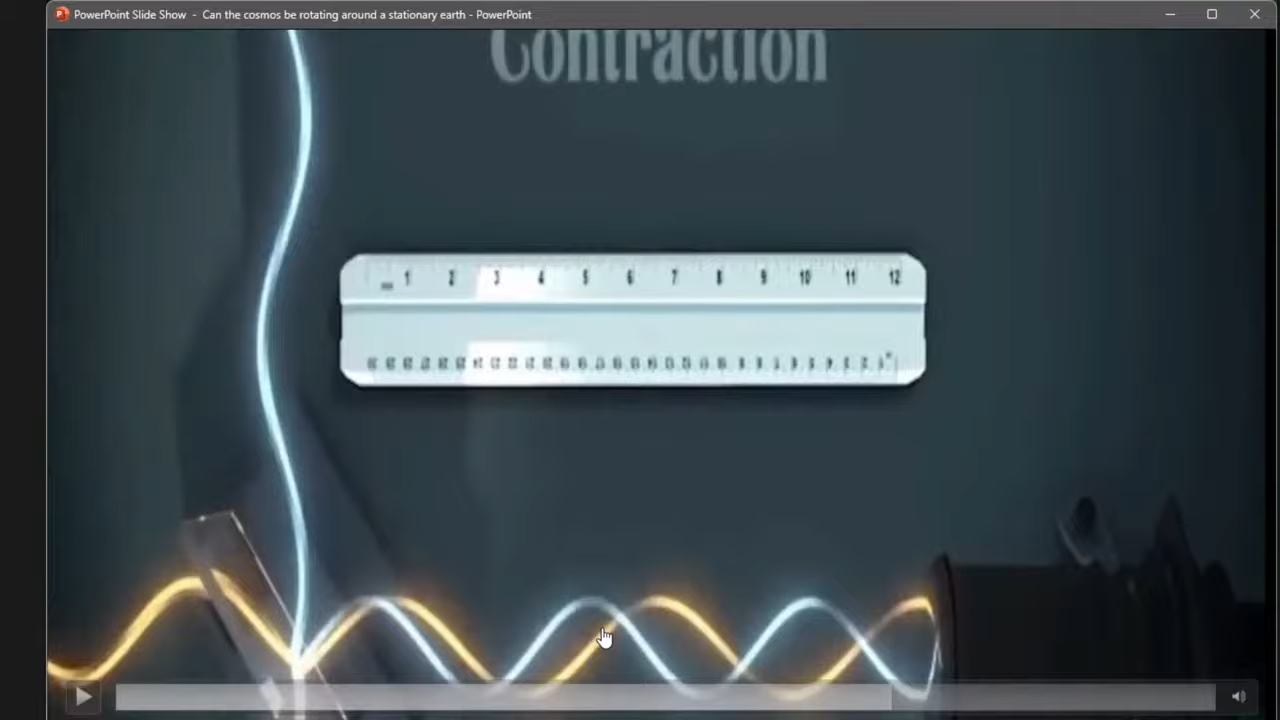 PowerPoint Slide Show - Can the cosmos be rotating around a stationary earth - PowerPoint
Contraction
1 2 3 4 5 6 7 8 9 10 11 12